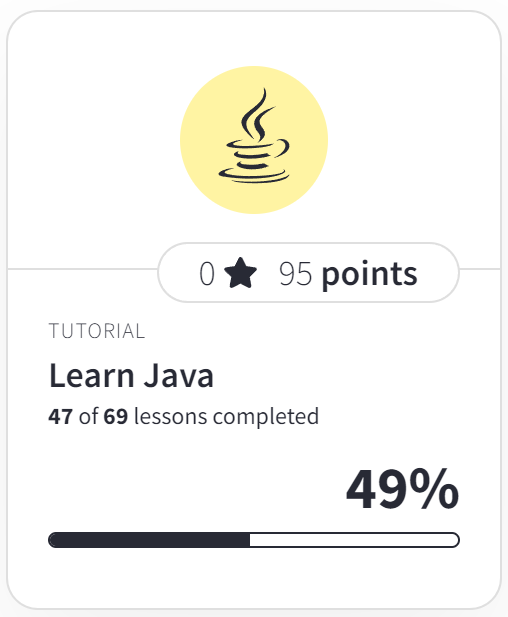 0 ★ 95 points
TUTORIAL
Learn Java
47 of 69 lessons completed
49%